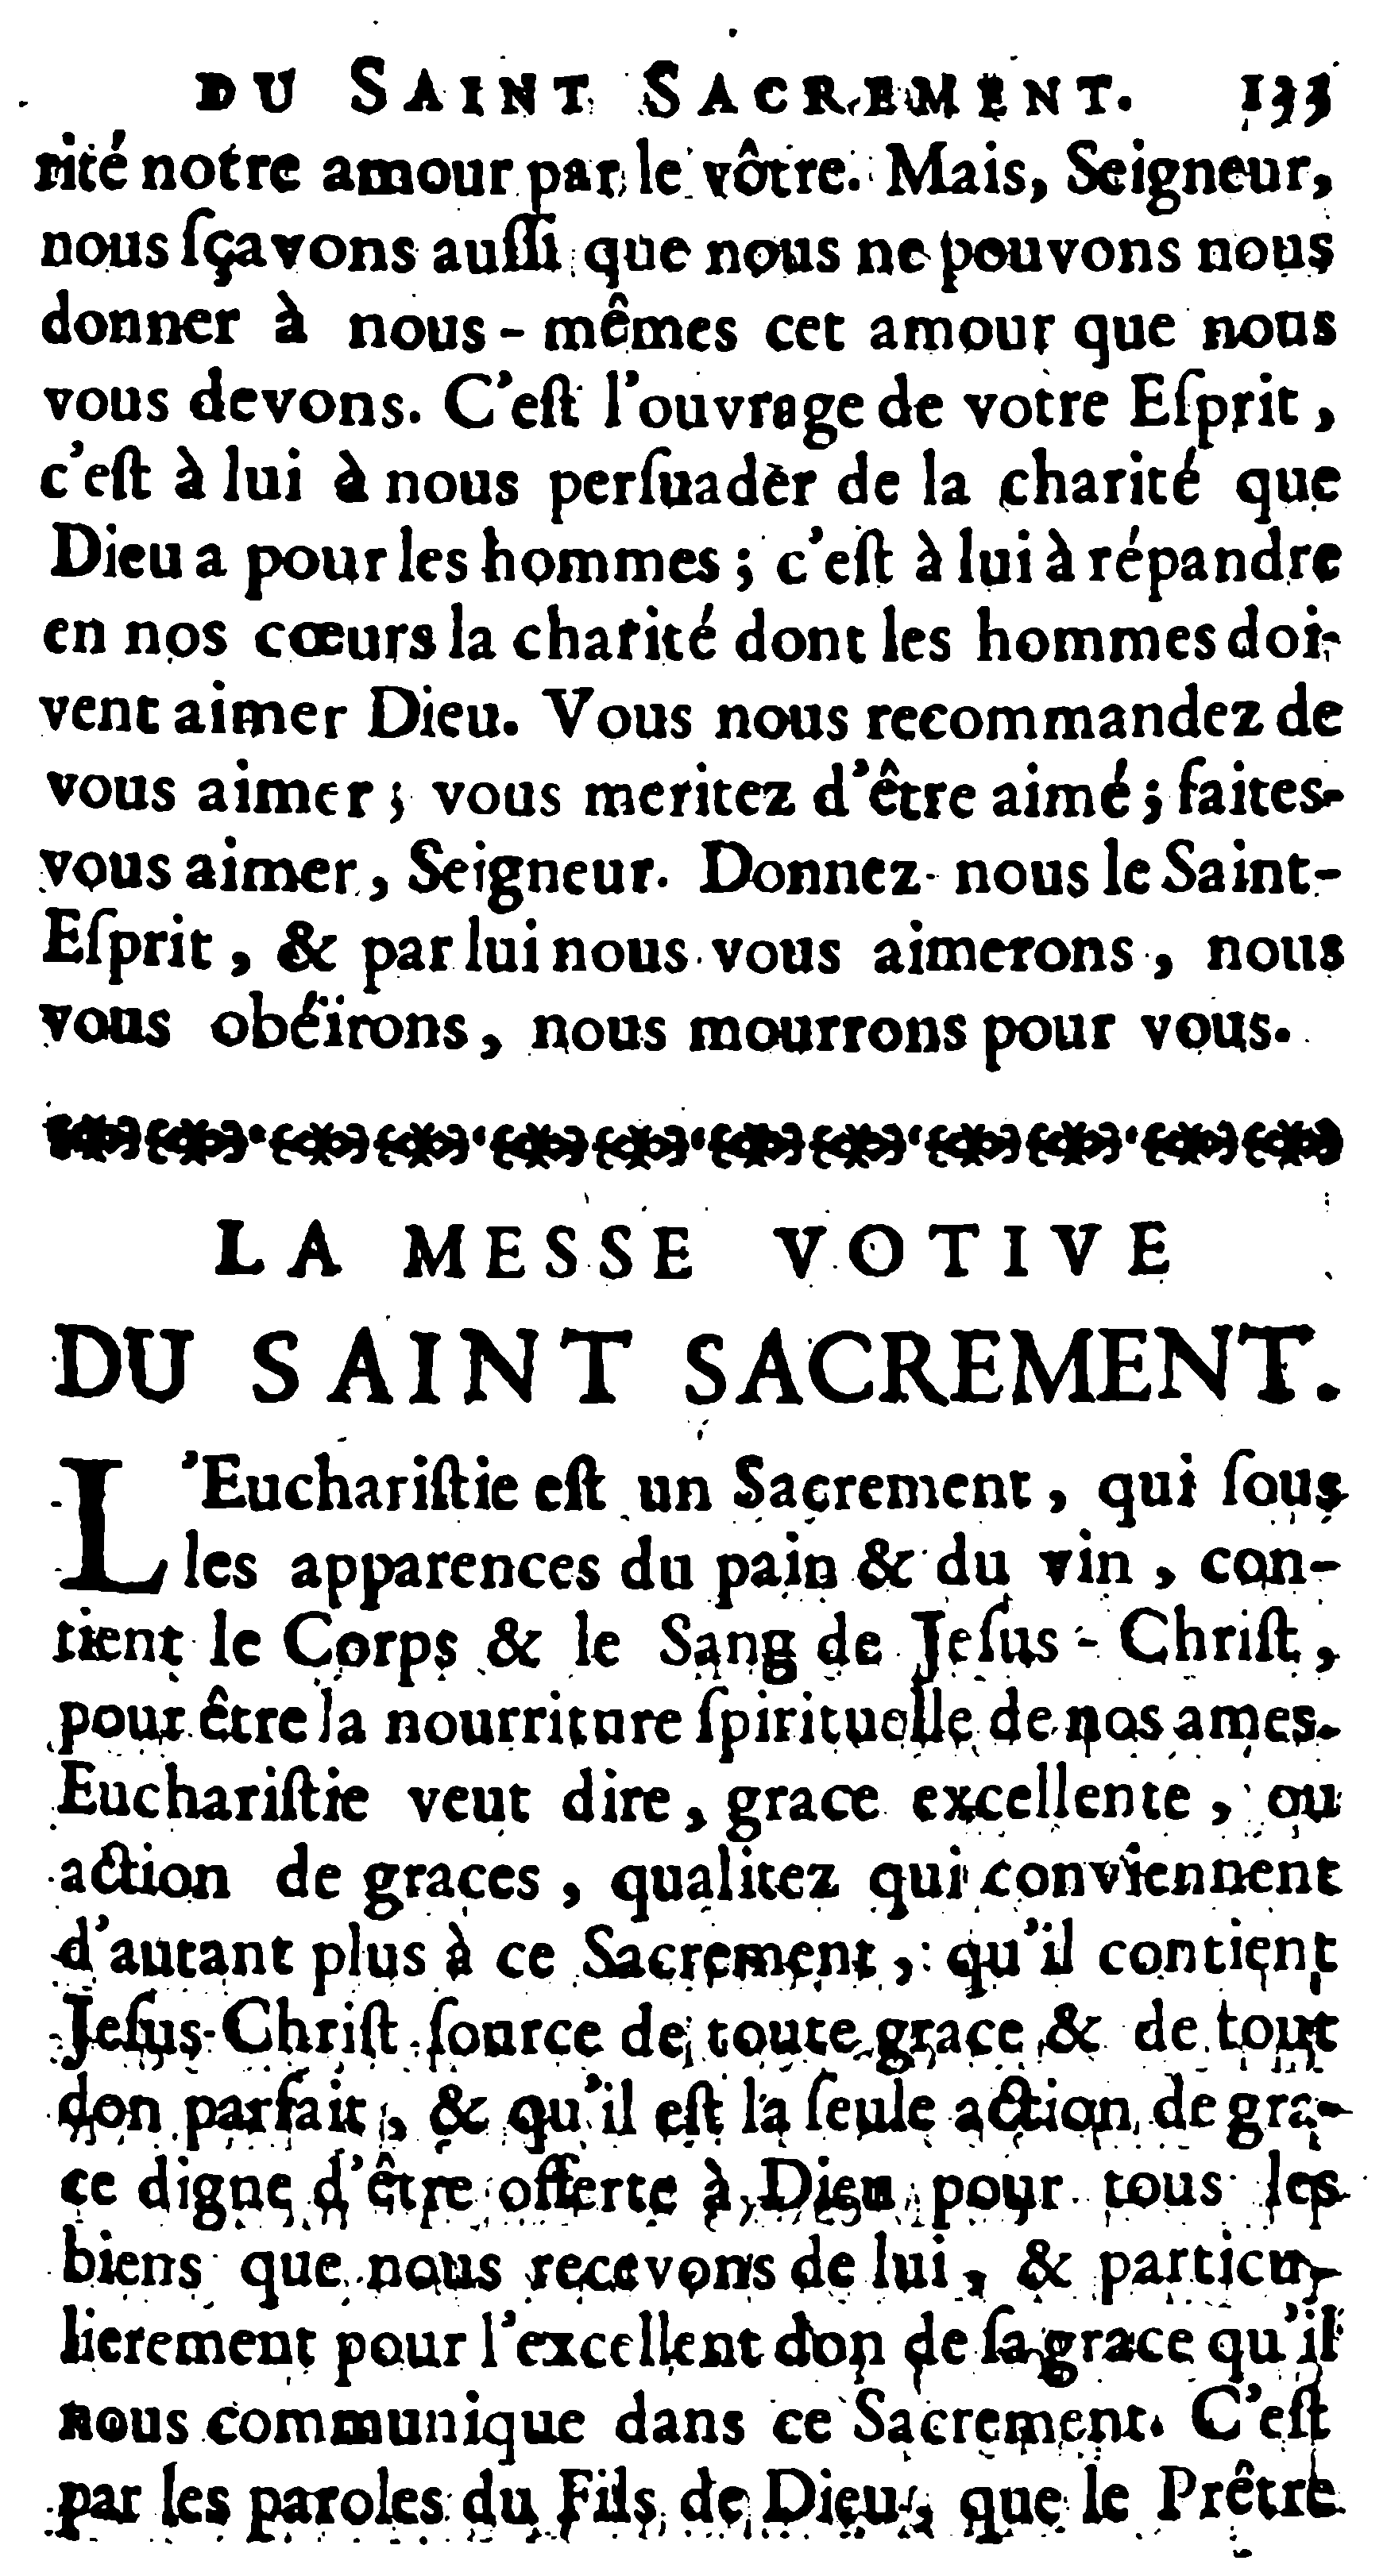 DU SAINT SACREMENT. 133
rité notre amour par le vôtre. Mais, Seigneur,
nous ſçavons auſſi que nous ne pouvons nous
donner à nous-mêmes cet amour que nous
vous devons. C'eſt l'ouvrage de votre Eſprit,
c'eſt à lui à nous perſuader de la charité que
Dieu a pour les hommes; c'eſt à lui à répandre
en nos cœurs la charité dont les hommes doi-
vent aimer Dieu. Vous nous recommandez de
vous aimer; vous meritez d'être aimé; faites-
vous aimer, Seigneur. Donnez-nous le Saint-
Eſprit, & par lui nous vous aimerons, nous
vous obéïrons, nous mourrons pour vous.
LA MESSE VOTIVE
DU SAINT SACREMENT.
L'Euchariſtie eſt un Sacrement, qui ſous
les apparences du pain & du vin, con-
tient le Corps & le Sang de Jeſus-Chriſt,
pour être la nourriture ſpirituelle de nos ames.
Euchariſtie veut dire, grace excellente, ou
action de graces, qualitez qui conviennent
d'autant plus à ce Sacrement, qu'il contient
Jeſus-Chriſt ſource de toute grace & de tout
don parfait, & qu'il eſt la ſeule action de gra-
ce digne d'être offerte à Dieu pour tous les
biens que nous recevons de lui, & particu-
lierement pour l'excellent don de ſa grace qu'il
nous communique dans ce Sacrement. C'eſt
par les paroles du Fils de Dieu, que le Prêtre